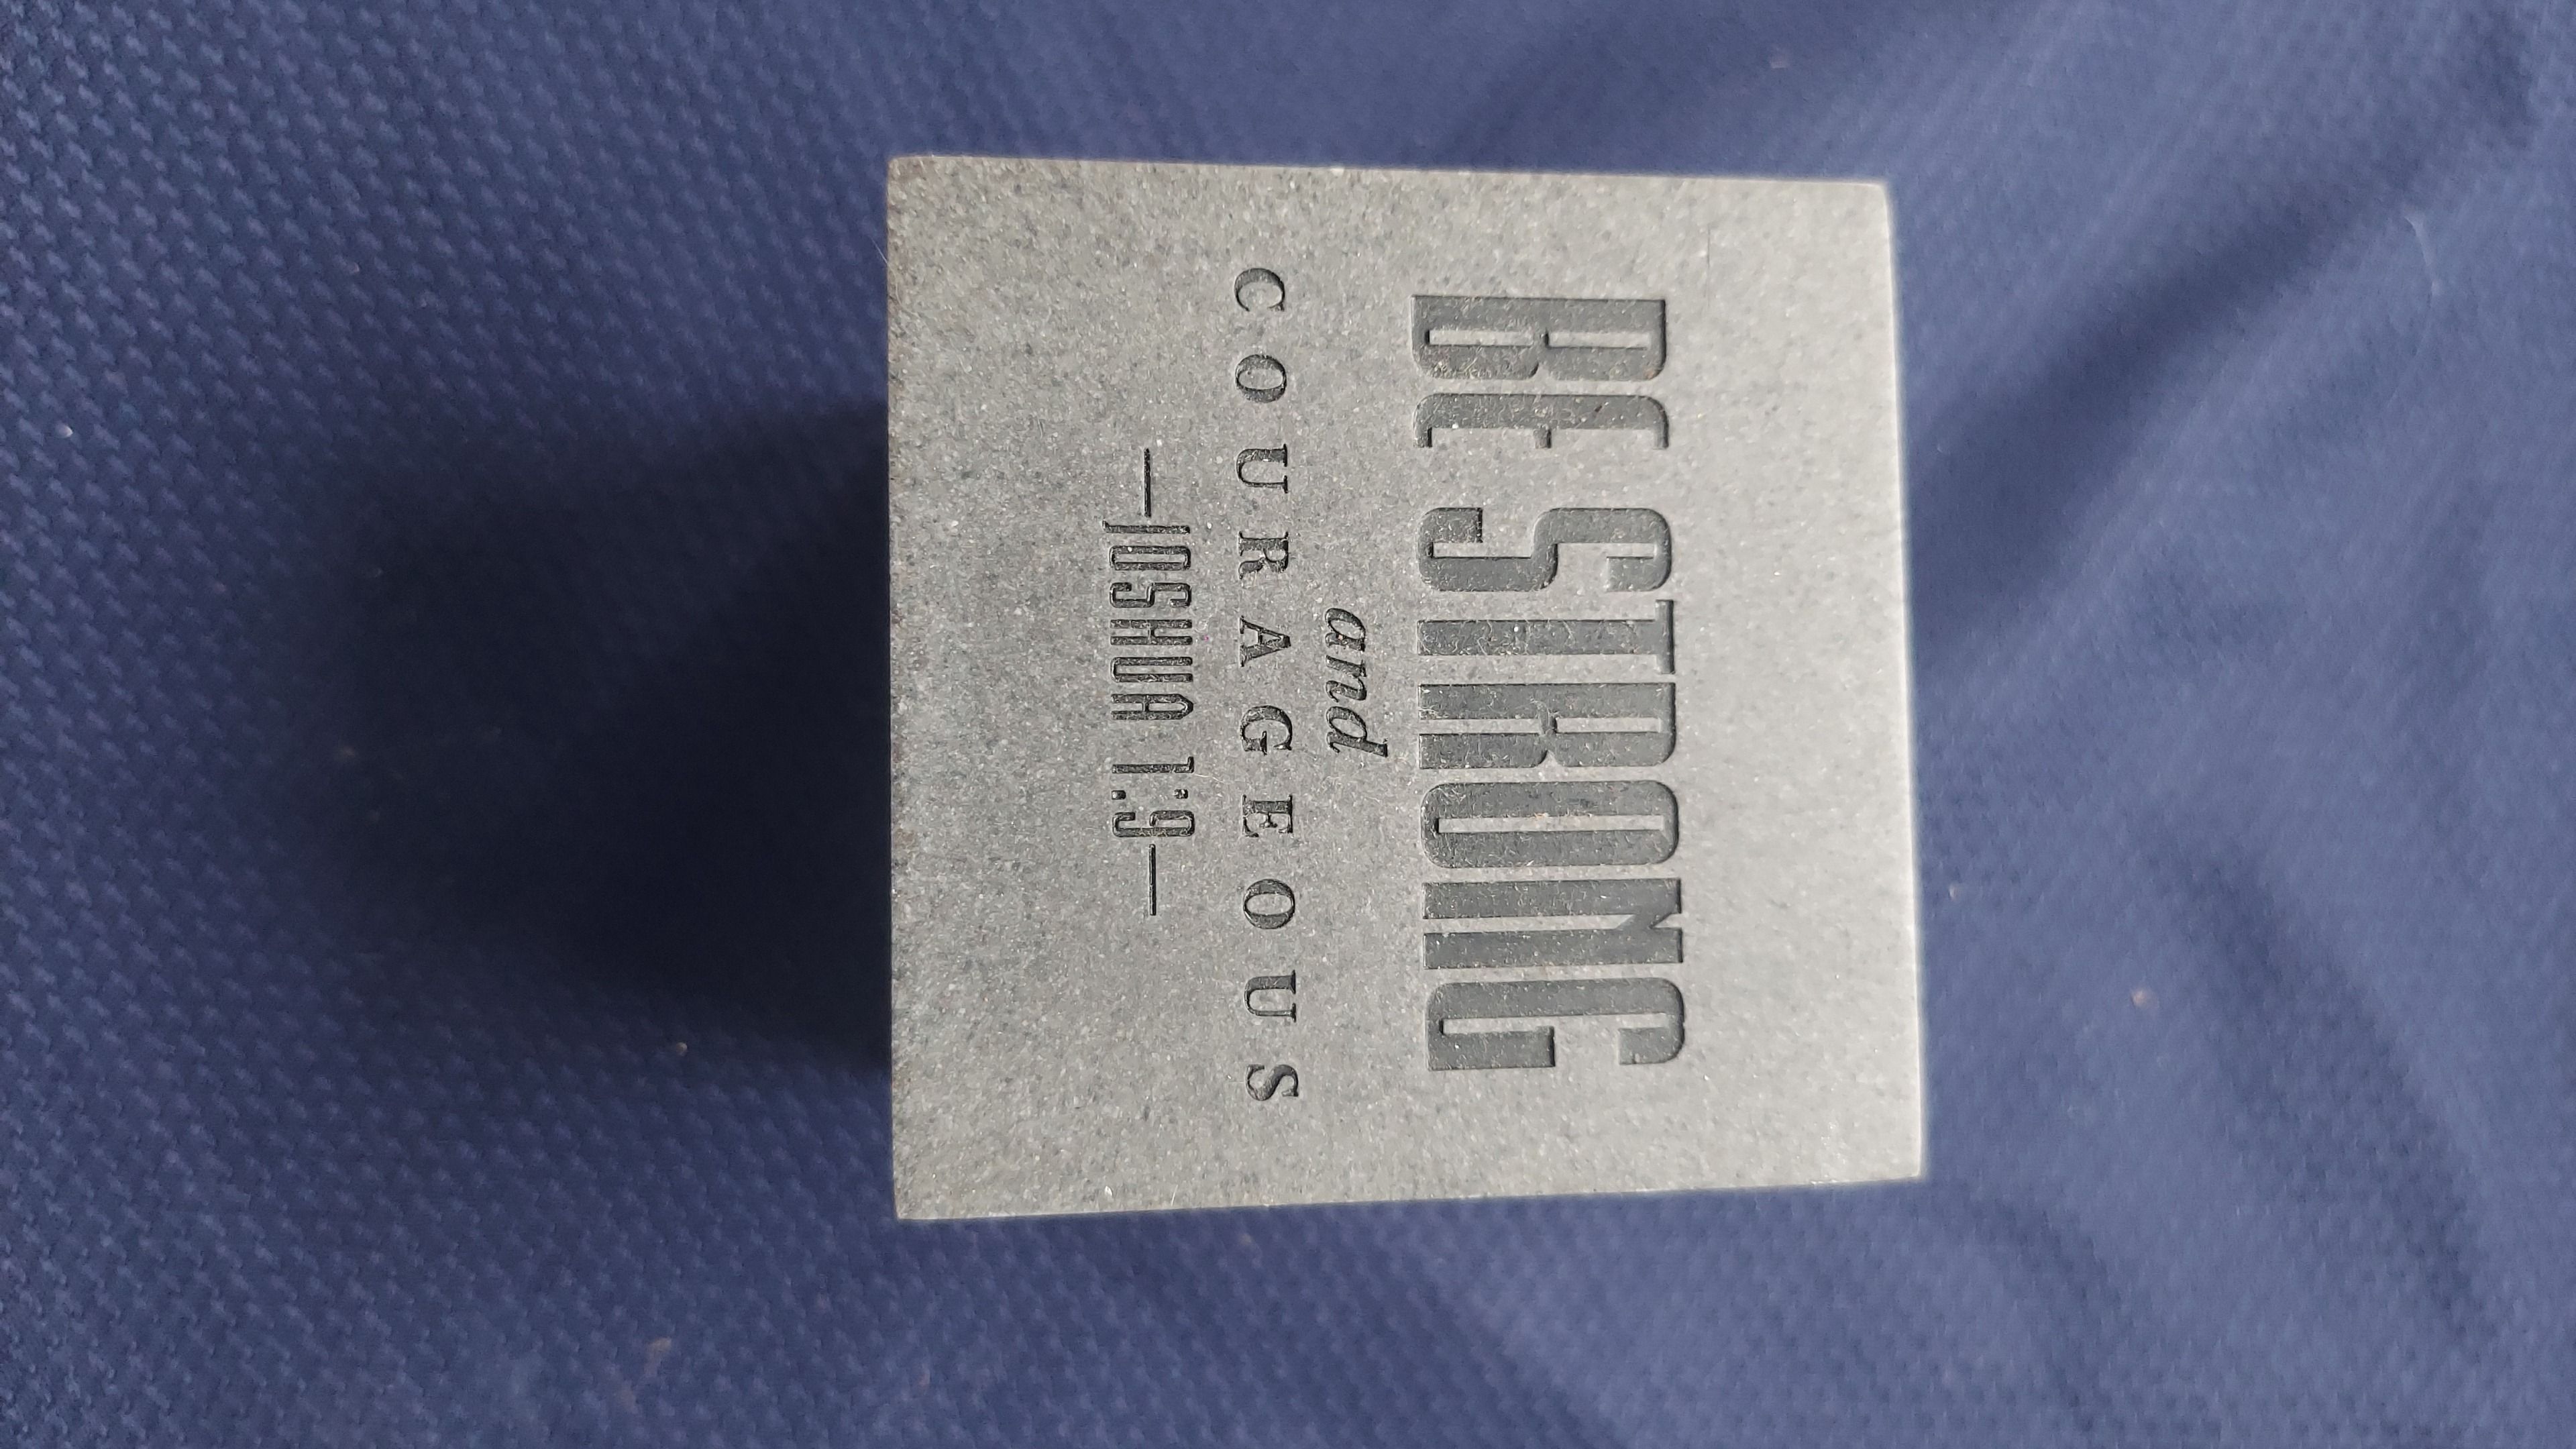 BE STRONG
and
COURAGEOUS
—JOSHUA 1:9—